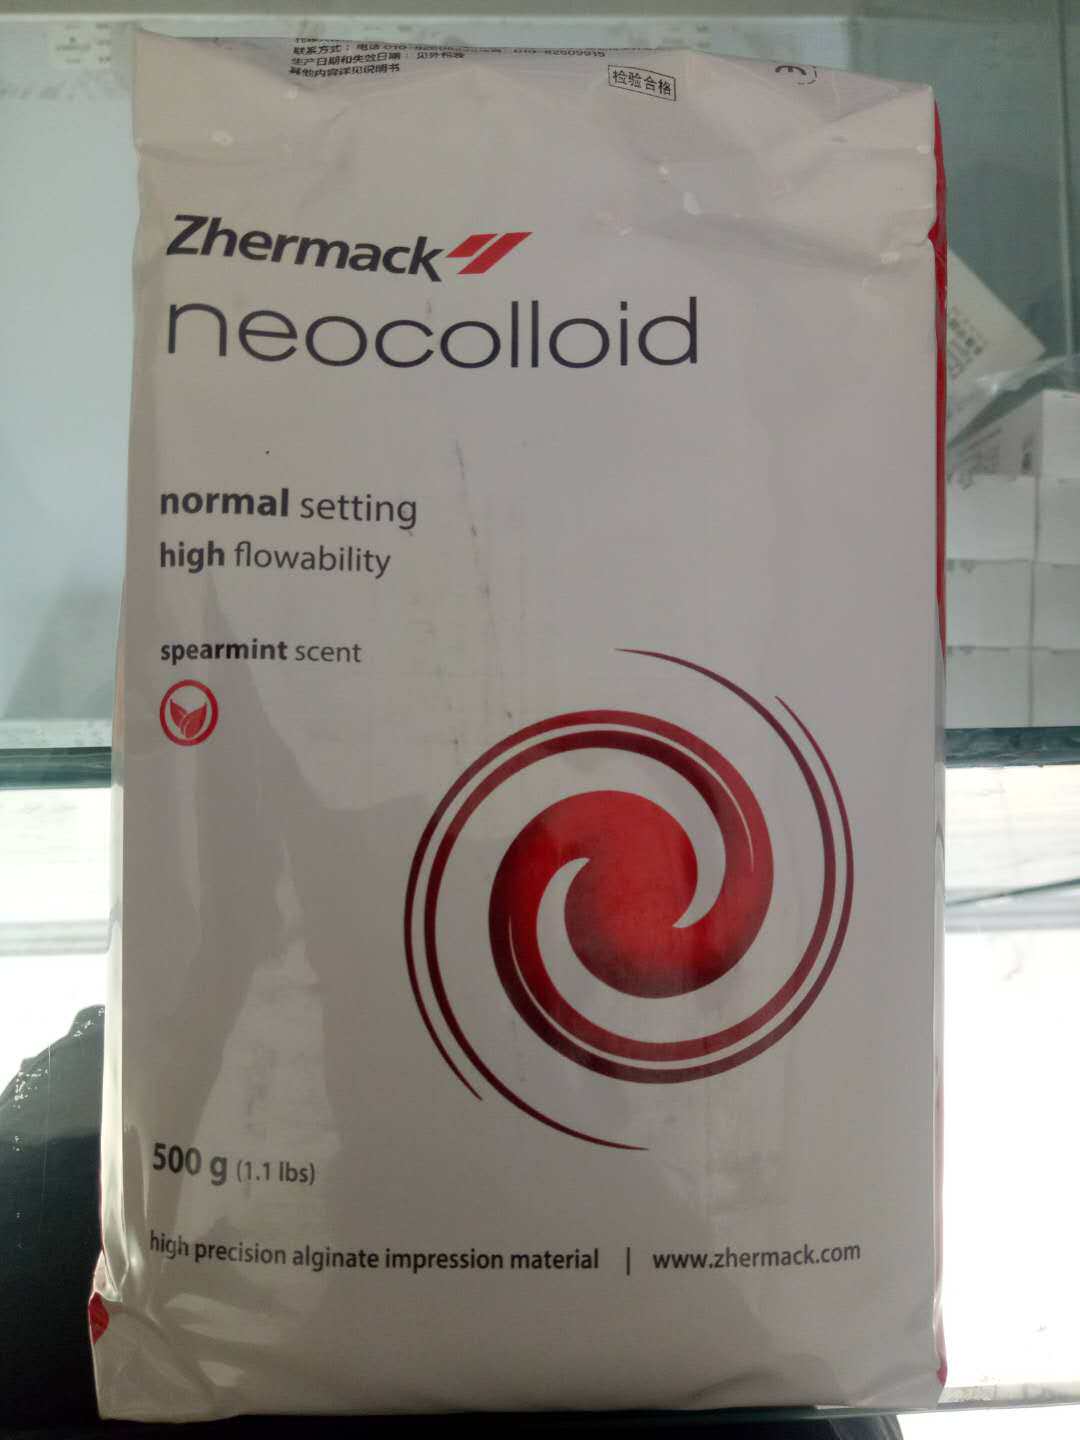 联系方式：电话
生产日期和失效日期：见外包装
其他内容详见说明书
检验合格
Zhermack
neocolloid
normal setting
high flowability
spearmint scent
500 g (1.1 lbs)
high precision alginate impression material | www.zhermack.com